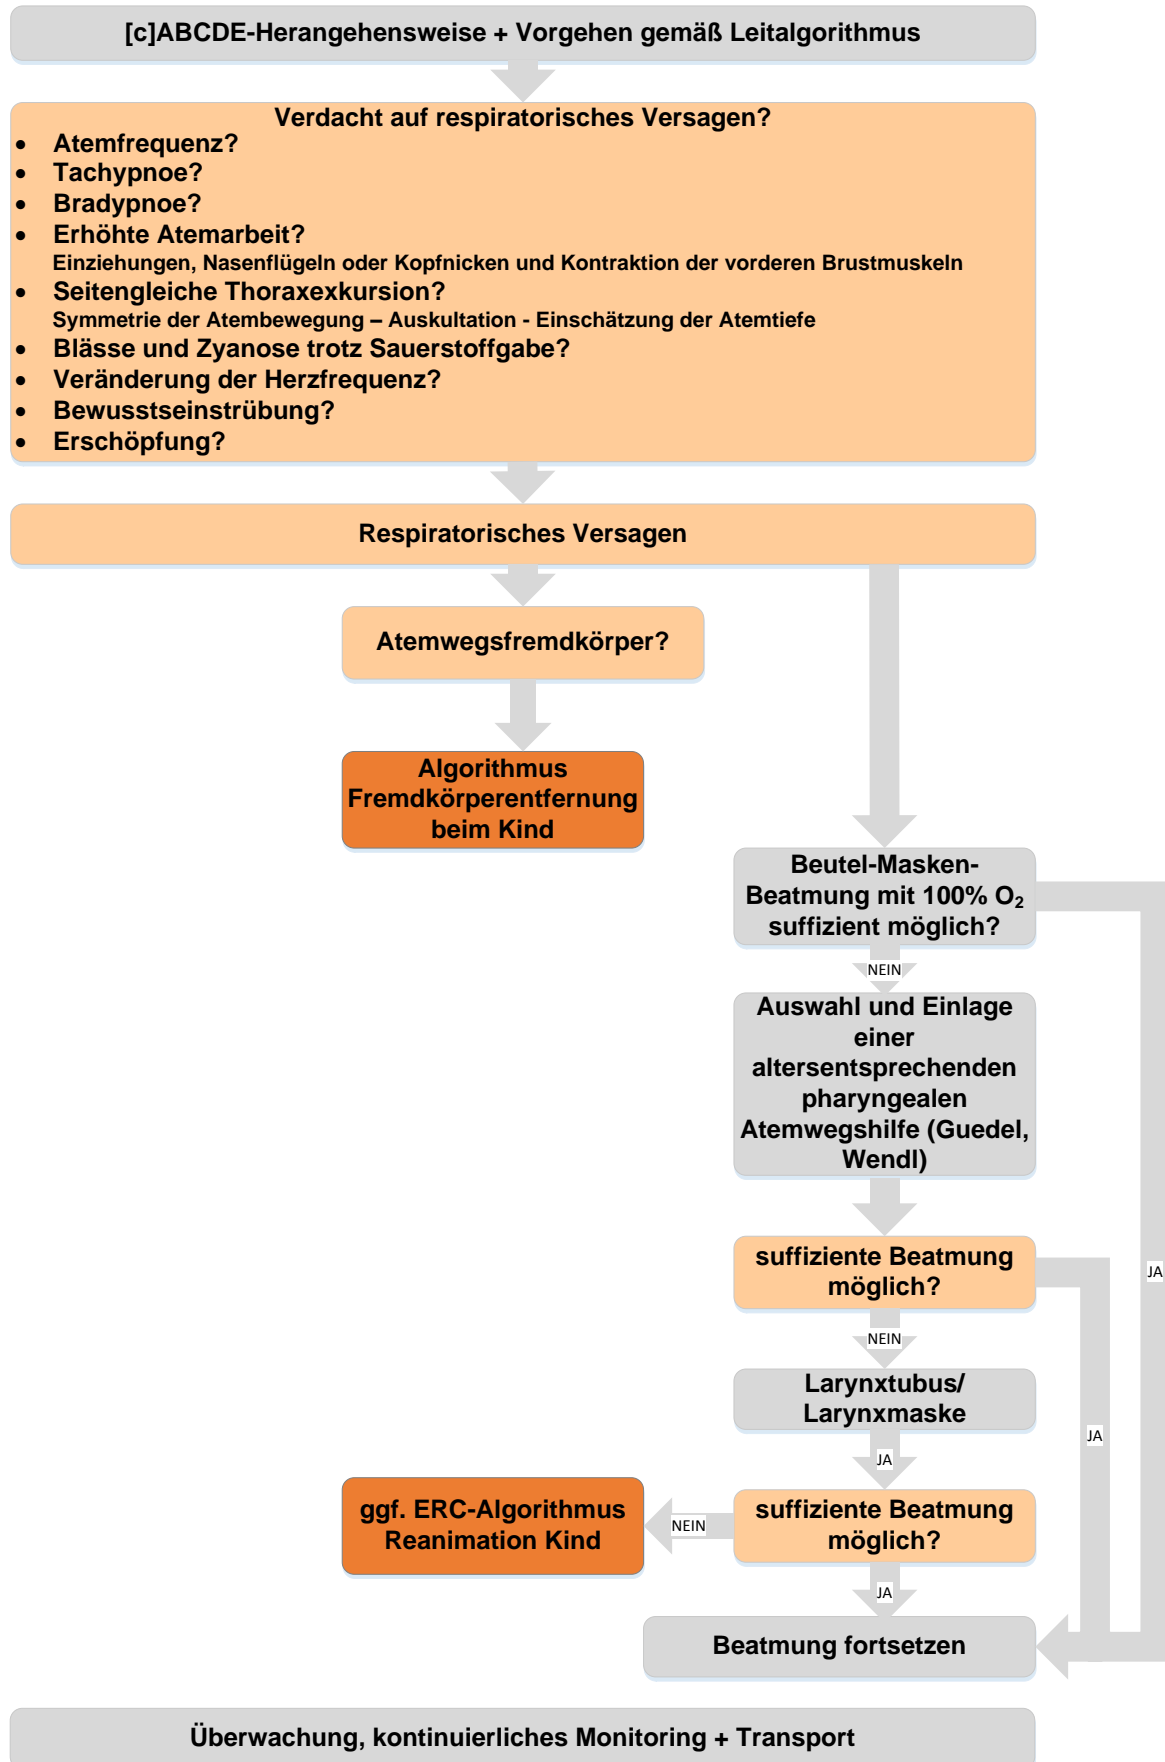 [c]ABCDE-Herangehensweise + Vorgehen gemäß Leitalgorithmus
Verdacht auf respiratorisches Versagen?
• Atemfrequenz?
• Tachypnoe?
• Bradypnoe?
• Erhöhte Atemarbeit?
Einziehungen, Nasenflügeln oder Kopfnicken und Kontraktion der vorderen Brustmuskeln
• Seitengleiche Thoraxexkursion?
Symmetrie der Atembewegung – Auskultation - Einschätzung der Atemtiefe
• Blässe und Zyanose trotz Sauerstoffgabe?
• Veränderung der Herzfrequenz?
• Bewusstseinstrübung?
• Erschöpfung?
Respiratorisches Versagen
Atemwegsfremdkörper?
Algorithmus
Fremdkörperentfernung
beim Kind
Beutel-Masken-
Beatmung mit 100% O₂
suffizient möglich?
NEIN
Auswahl und Einlage
einer
altersentsprechenden
pharyngealen
Atemwegshilfe (Guedel,
Wendl)
suffiziente Beatmung
möglich?
JA
NEIN
Larynxtubus/
Larynxmaske
JA
JA
ggf. ERC-Algorithmus
Reanimation Kind
NEIN
suffiziente Beatmung
möglich?
JA
Beatmung fortsetzen
Überwachung, kontinuierliches Monitoring + Transport